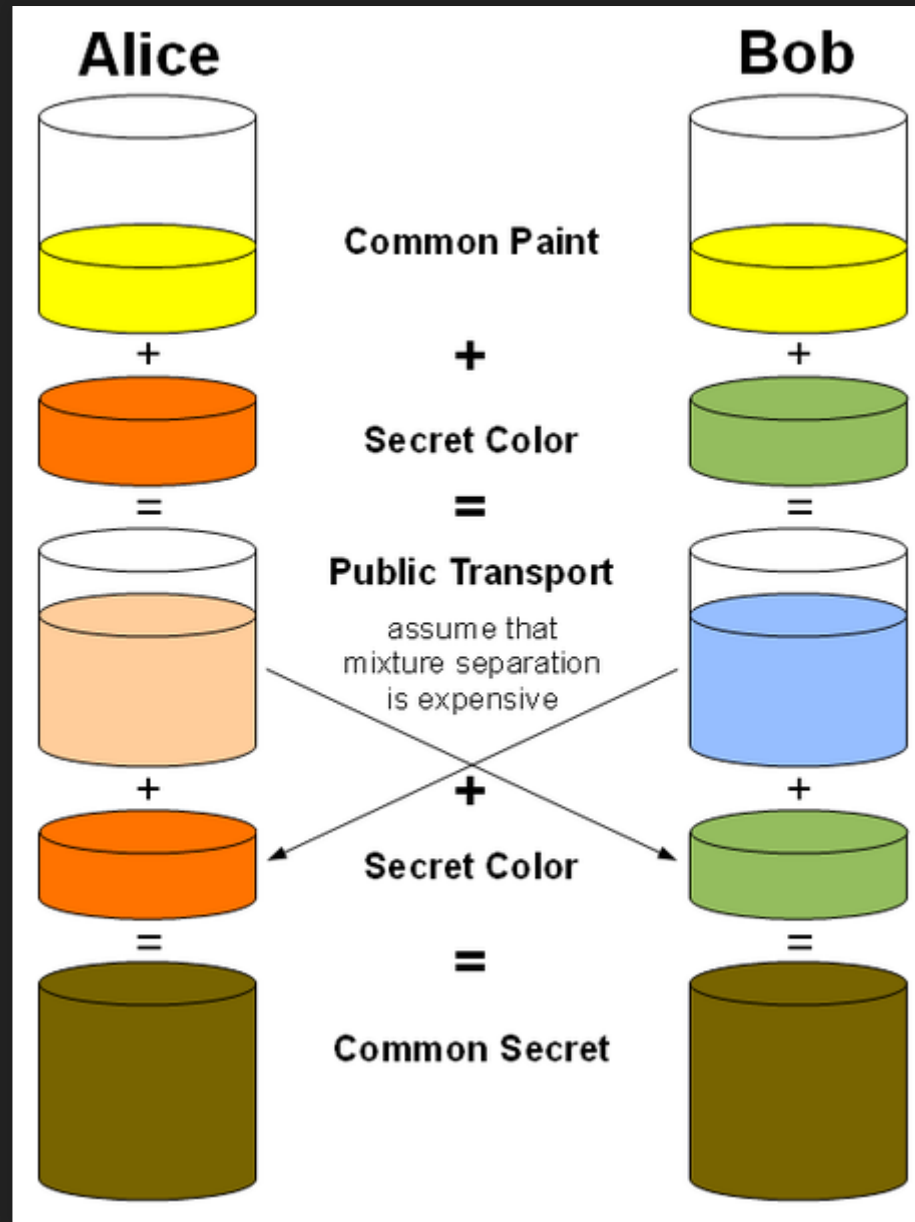 Alice
Bob
Common Paint
+ + +
Secret Color
= = =
Public Transport
assume that
mixture separation
is expensive
+ + +
Secret Color
= = =
Common Secret